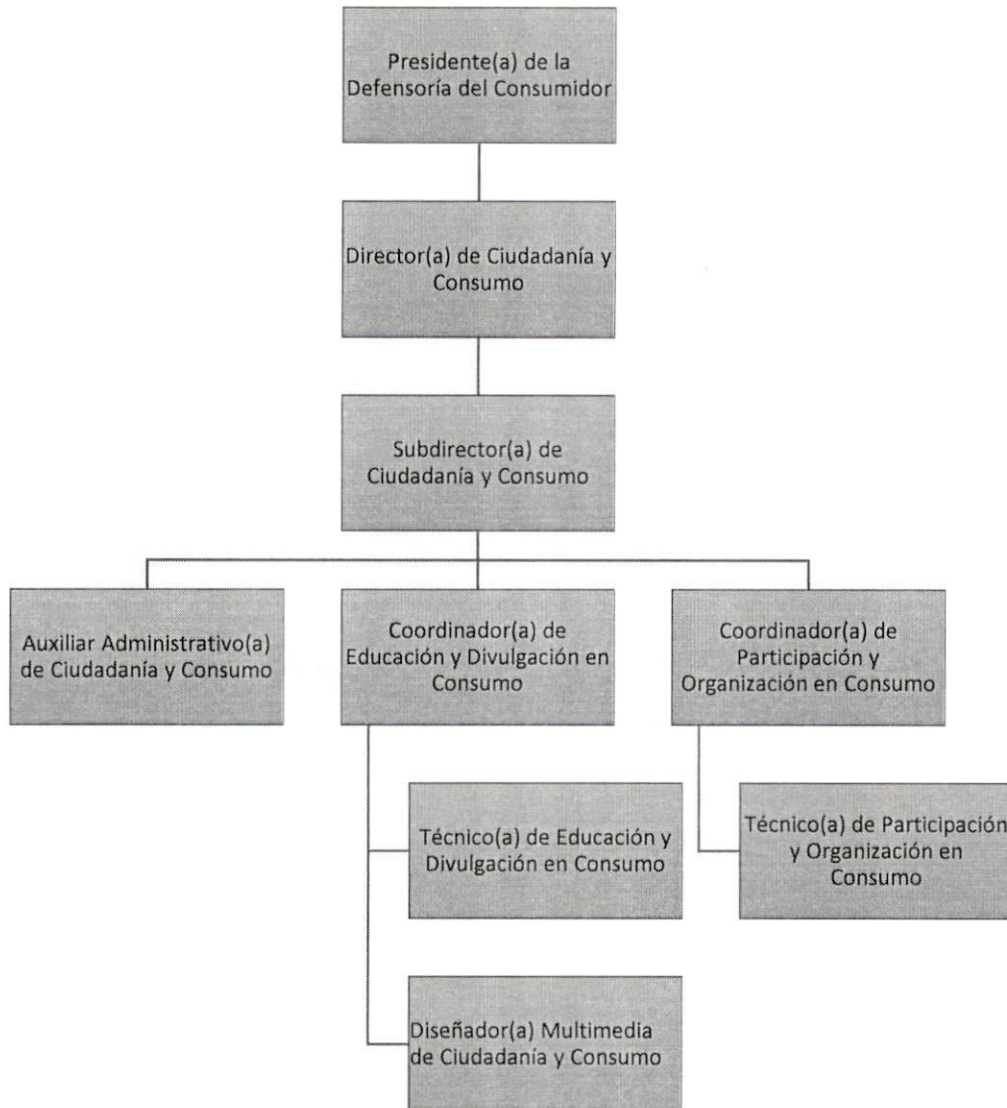 Presidente(a) de la
Defensoría del Consumidor
Director(a) de Ciudadanía y
Consumo
Subdirector(a) de
Ciudadanía y Consumo
Auxiliar Administrativo(a)
de Ciudadanía y Consumo
Coordinador(a) de
Educación y Divulgación en
Consumo
Coordinador(a) de
Participación y
Organización en Consumo
Técnico(a) de Educación y
Divulgación en Consumo
Técnico(a) de Participación
y Organización en
Consumo
Diseñador(a) Multimedia
de Ciudadanía y Consumo